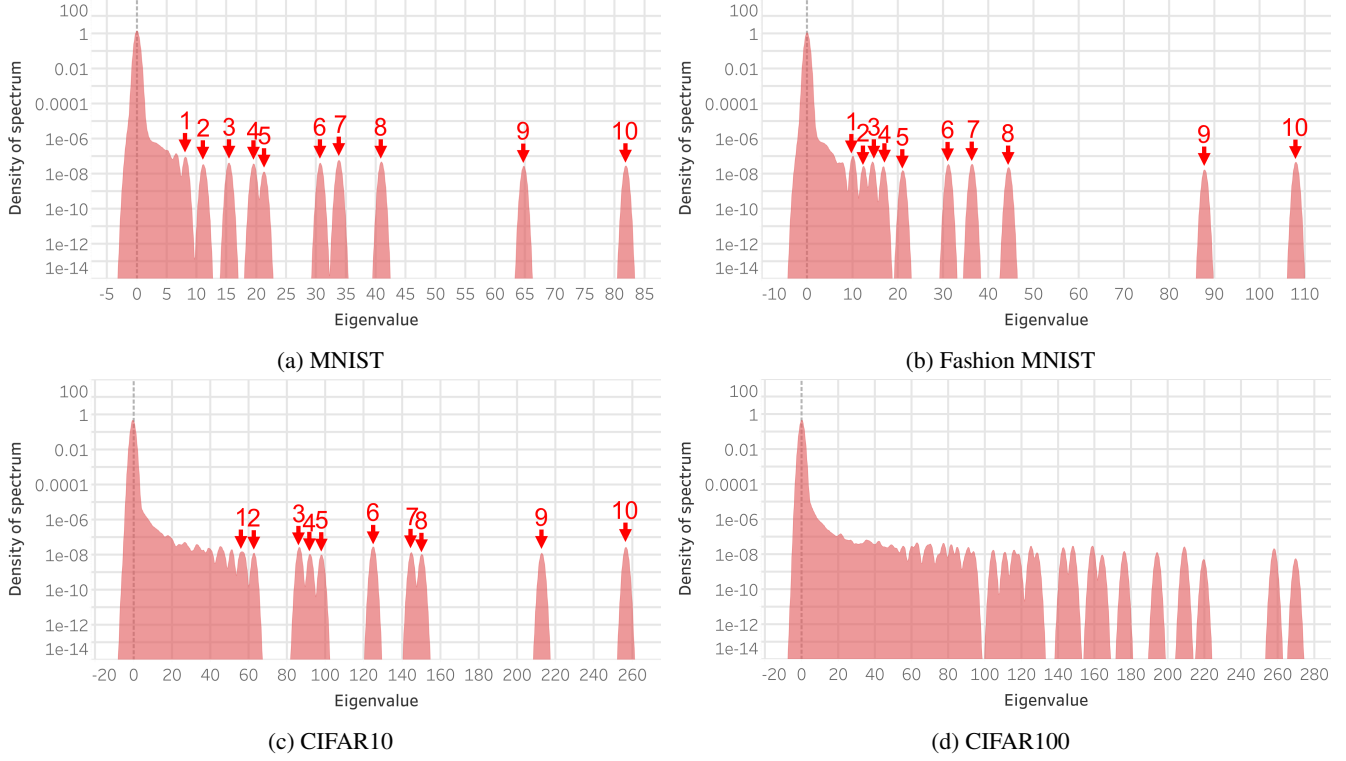 Density of spectrum
100
1
0.01
0.0001
1e-06
1e-08
1e-10
1e-12
1e-14
1 2 3 4 5 6 7 8 9 10
-5 0 5 10 15 20 25 30 35 40 45 50 55 60 65 70 75 80 85
Eigenvalue
(a) MNIST
Density of spectrum
100
1
0.01
0.0001
1e-06
1e-08
1e-10
1e-12
1e-14
1 2 3 4 5 6 7 8 9 10
-10 0 10 20 30 40 50 60 70 80 90 100 110
Eigenvalue
(b) Fashion MNIST
Density of spectrum
100
1
0.01
0.0001
1e-06
1e-08
1e-10
1e-12
1e-14
1 2 3 4 5 6 7 8 9 10
-20 0 20 40 60 80 100 120 140 160 180 200 220 240 260
Eigenvalue
(c) CIFAR10
Density of spectrum
100
1
0.01
0.0001
1e-06
1e-08
1e-10
1e-12
1e-14
-20 0 20 40 60 80 100 120 140 160 180 200 220 240 260 280
Eigenvalue
(d) CIFAR100